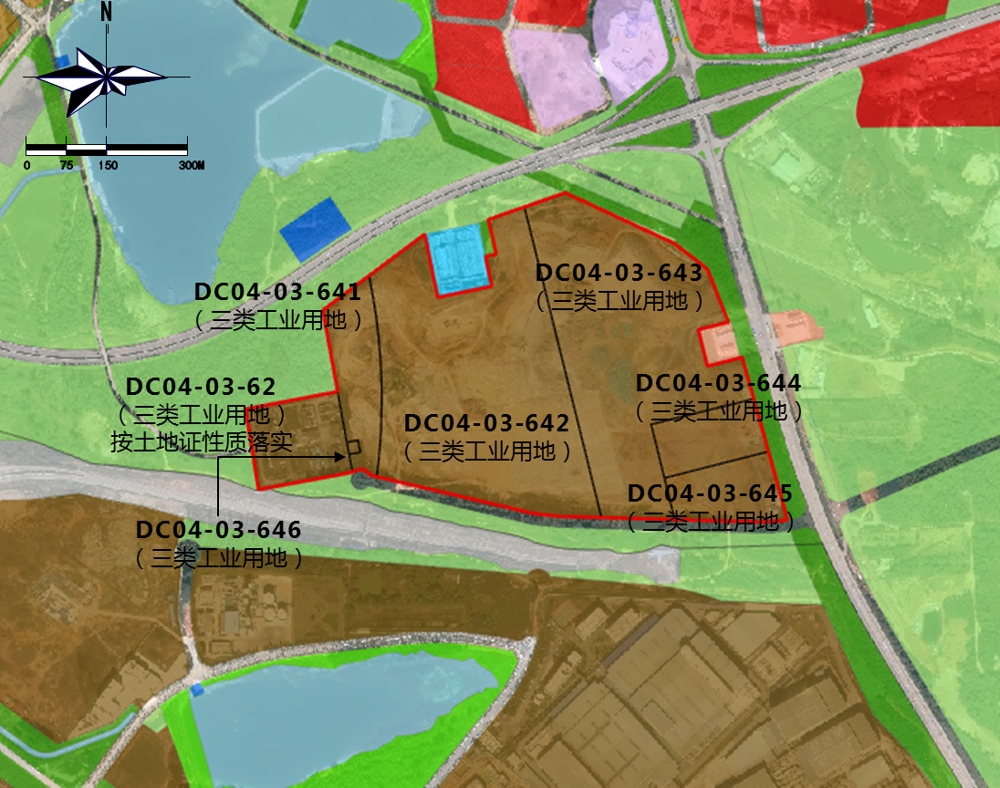 N
0 75 150 300M
DC04-03-641
（三类工业用地）
DC04-03-643
（三类工业用地）
DC04-03-62
（三类工业用地）
按土地证性质落实
DC04-03-642
（三类工业用地）
DC04-03-644
（三类工业用地）
DC04-03-645
（三类工业用地）
DC04-03-646
（三类工业用地）